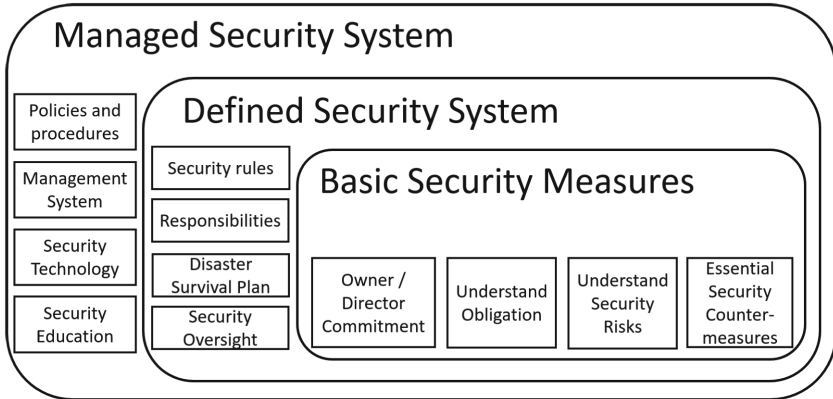 Managed Security System
Policies and
procedures
Management
System
Security
Technology
Security
Education
Defined Security System
Security rules
Responsibilities
Disaster
Survival Plan
Security
Oversight
Basic Security Measures
Owner /
Director
Commitment
Understand
Obligation
Understand
Security
Risks
Essential
Security
Counter-
measures